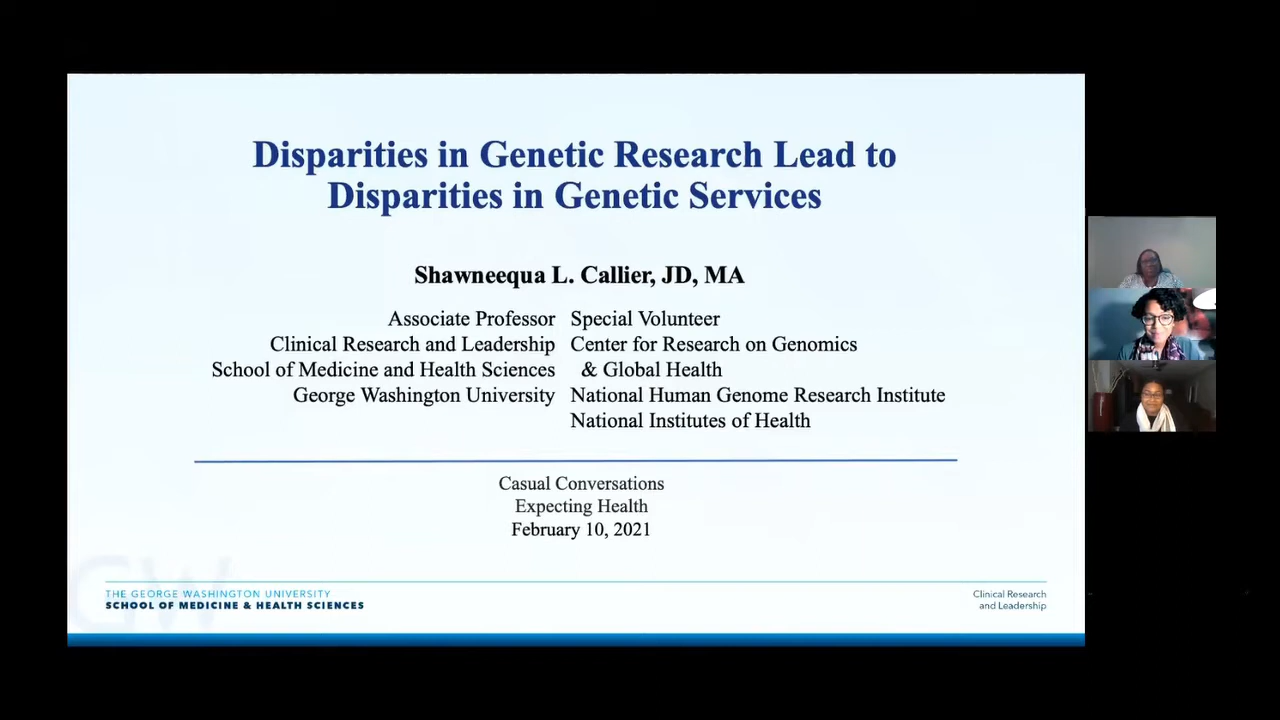 Disparities in Genetic Research Lead to
Disparities in Genetic Services
Shawneequa L. Callier, JD, MA
Associate Professor
Clinical Research and Leadership
School of Medicine and Health Sciences
George Washington University
Special Volunteer
Center for Research on Genomics
& Global Health
National Human Genome Research Institute
National Institutes of Health
Casual Conversations
Expecting Health
February 10, 2021
GW
THE GEORGE WASHINGTON UNIVERSITY
SCHOOL OF MEDICINE & HEALTH SCIENCES
Clinical Research
and Leadership